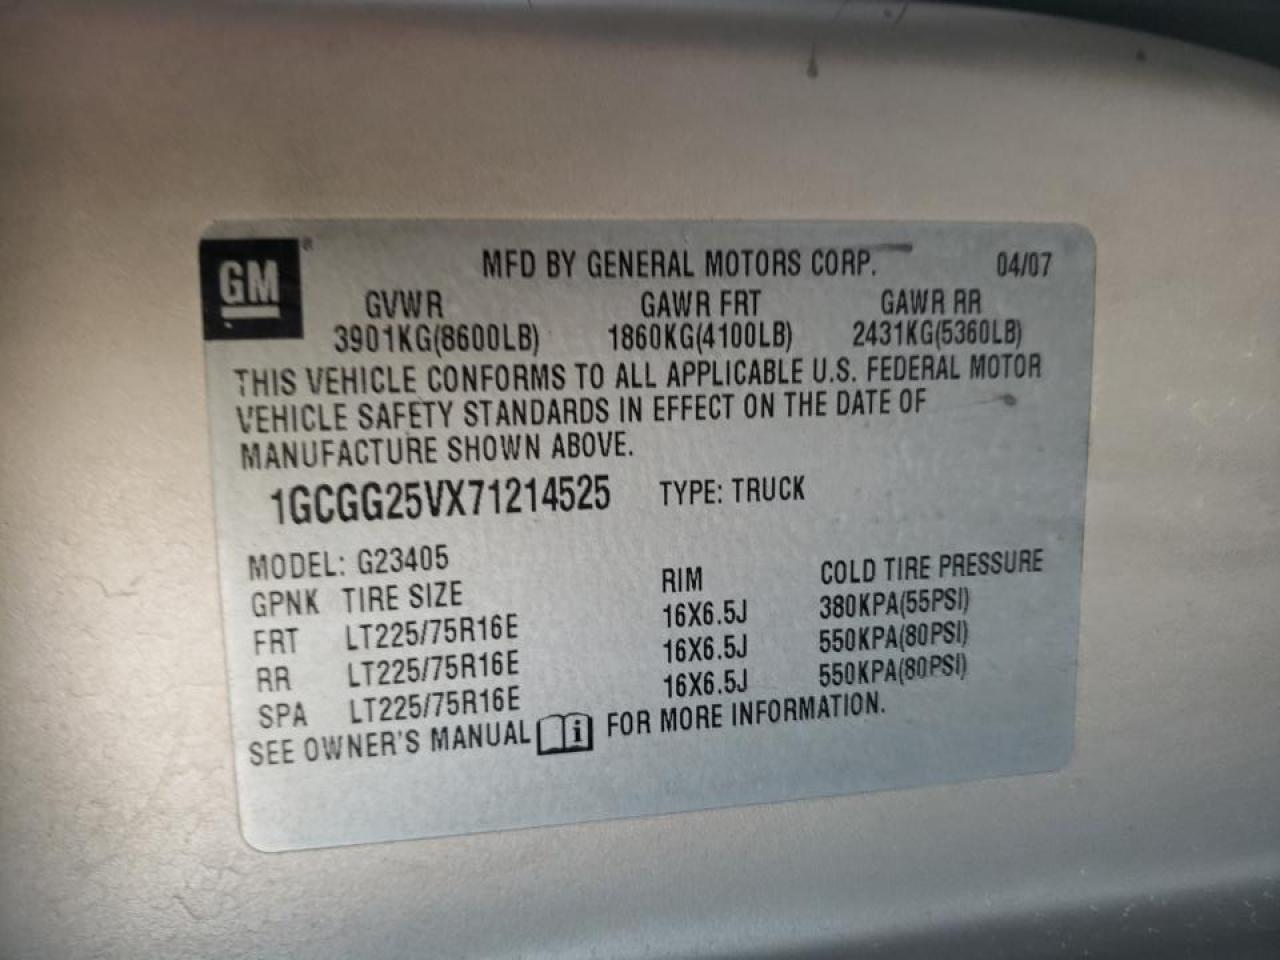 GM ® MFD BY GENERAL MOTORS CORP. 04/07
GVWR GAWR FRT GAWR RR
3901KG(8600LB) 1860KG(4100LB) 2431KG(5360LB)
THIS VEHICLE CONFORMS TO ALL APPLICABLE U.S. FEDERAL MOTOR
VEHICLE SAFETY STANDARDS IN EFFECT ON THE DATE OF
MANUFACTURE SHOWN ABOVE.
1GCGG25VX71214525 TYPE: TRUCK
MODEL: G23405
GPNK TIRE SIZE RIM COLD TIRE PRESSURE
FRT LT225/75R16E 16X6.5J 380KPA(55PSI)
RR LT225/75R16E 16X6.5J 550KPA(80PSI)
SPA LT225/75R16E 16X6.5J 550KPA(80PSI)
SEE OWNER'S MANUAL i FOR MORE INFORMATION.